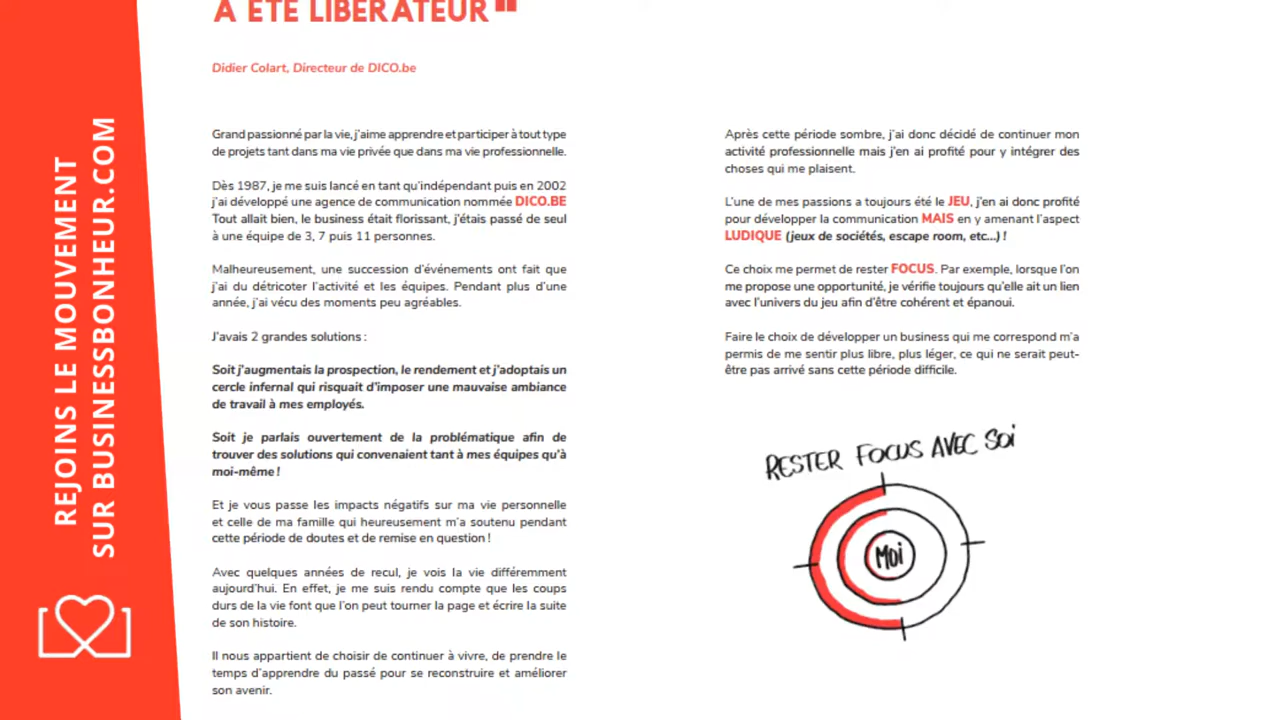 A ÉTÉ LIBÉRATEUR"
Didier Colart, Directeur de DICO.be
REJOINS LE MOUVEMENT
SUR BUSINESSBONHEUR.COM
Grand passionné par la vie, j'aime apprendre et participer à tout type
de projets tant dans ma vie privée que dans ma vie professionnelle.
Dès 1987, je me suis lancé en tant qu'indépendant puis en 2002
j'ai développé une agence de communication nommée DICO.BE
Tout allait bien, le business était florissant, j'étais passé de seul
à une équipe de 3, 7 puis 11 personnes.
Malheureusement, une succession d'événements ont fait que
j'ai du détricoter l'activité et les équipes. Pendant plus d'une
année, j'ai vécu des moments peu agréables.
J'avais 2 grandes solutions :
Soit j'augmentais la prospection, le rendement et j'adoptais un
cercle infernal qui risquait d'imposer une mauvaise ambiance
de travail à mes employés.
Soit je parlais ouvertement de la problématique afin de
trouver des solutions qui convenaient tant à mes équipes qu'à
moi-même !
Et je vous passe les impacts négatifs sur ma vie personnelle
et celle de ma famille qui heureusement m'a soutenu pendant
cette période de doutes et de remise en question !
Avec quelques années de recul, je vois la vie différemment
aujourd'hui. En effet, je me suis rendu compte que les coups
durs de la vie font que l'on peut tourner la page et écrire la suite
de son histoire.
Il nous appartient de choisir de continuer à vivre, de prendre le
temps d'apprendre du passé pour se reconstruire et améliorer
son avenir.
Après cette période sombre, j'ai donc décidé de continuer mon
activité professionnelle mais j'en ai profité pour y intégrer des
choses qui me plaisent.
L'une de mes passions a toujours été le JEU, j'en ai donc profité
pour développer la communication MAIS en y amenant l'aspect
LUDIQUE (jeux de sociétés, escape room, etc...) !
Ce choix me permet de rester FOCUS. Par exemple, lorsque l'on
me propose une opportunité, je vérifie toujours qu'elle ait un lien
avec l'univers du jeu afin d'être cohérent et épanoui.
Faire le choix de développer un business qui me correspond m'a
permis de me sentir plus libre, plus léger, ce qui ne serait peut-
être pas arrivé sans cette période difficile.
RESTER FOCUS AVEC SOi
MOi